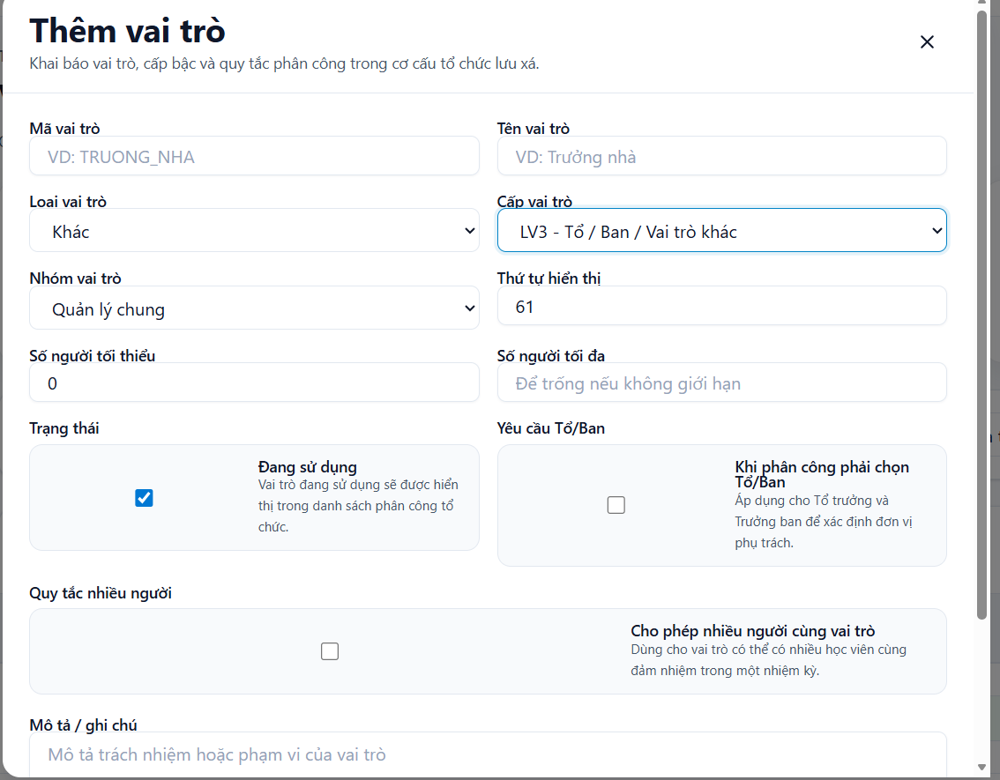 Thêm vai trò
Khai báo vai trò, cấp bậc và quy tắc phân công trong cơ cấu tổ chức lưu xá.
Mã vai trò
VD: TRUONG_NHA
Tên vai trò
VD: Trưởng nhà
Loại vai trò
Khác
Cấp vai trò
LV3 - Tổ / Ban / Vai trò khác
Nhóm vai trò
Quản lý chung
Thứ tự hiển thị
61
Số người tối thiểu
0
Số người tối đa
Để trống nếu không giới hạn
Trạng thái
Đang sử dụng
Vai trò đang sử dụng sẽ được hiển
thị trong danh sách phân công tổ
chức.
Yêu cầu Tổ/Ban
Khi phân công phải chọn
Tổ/Ban
Áp dụng cho Tổ trưởng và
Trưởng ban để xác định đơn vị
phụ trách.
Quy tắc nhiều người
Cho phép nhiều người cùng vai trò
Dùng cho vai trò có thể có nhiều học viên cùng
đảm nhiệm trong một nhiệm kỳ.
Mô tả / ghi chú
Mô tả trách nhiệm hoặc phạm vi của vai trò